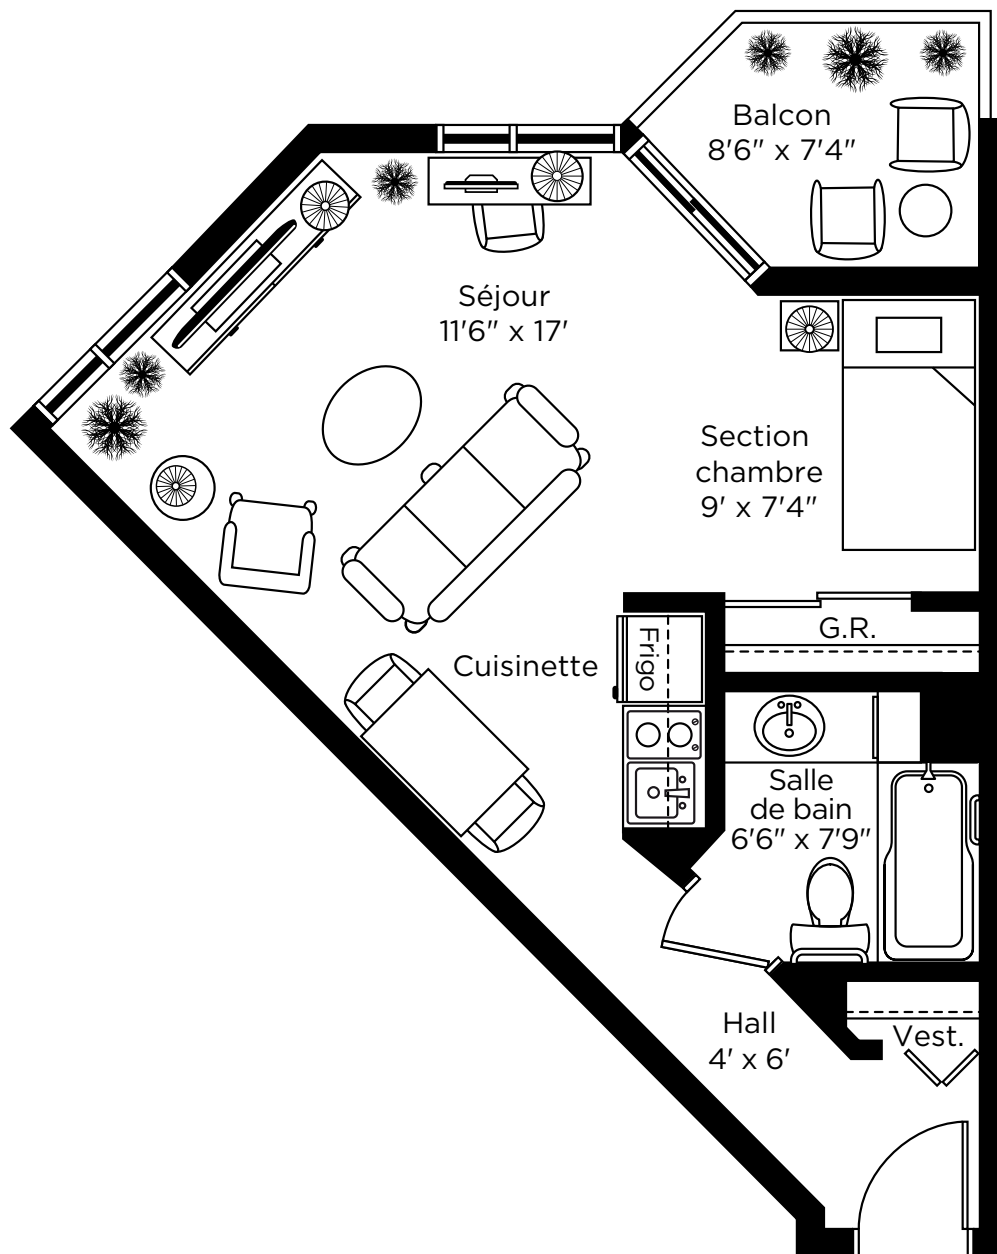 Balcon
8'6" x 7'4"
Séjour
11'6" x 17'
Section
chambre
9' x 7'4"
G.R.
Frigo
Cuisinette
Salle
de bain
6'6" x 7'9"
Hall
4' x 6'
Vest.